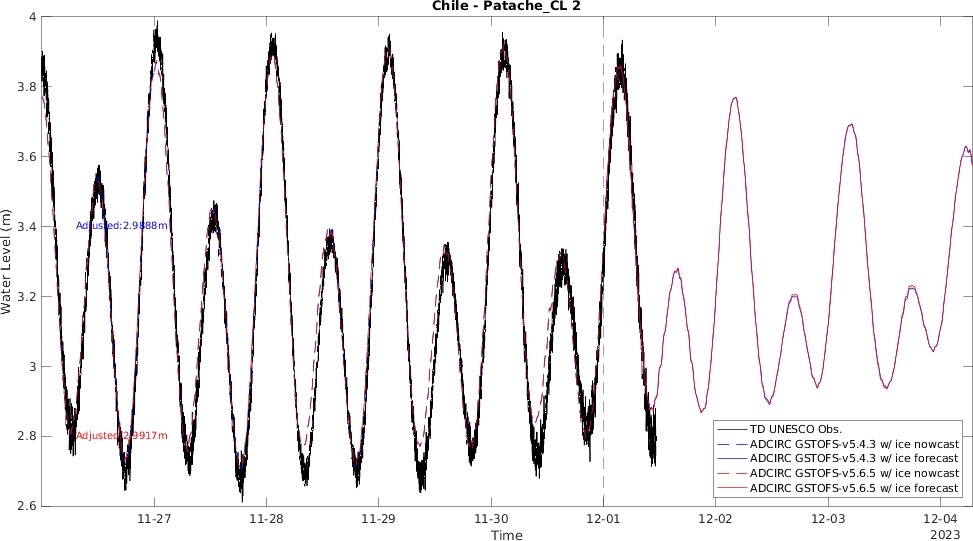 Chile - Patache_CL 2
4
3.8
3.6
3.4
3.2
3
2.8
2.6
Water Level (m)
Adjusted:2.9888m
Adjusted:2.9917m
TD UNESCO Obs.
ADCIRC GSTOFS-v5.4.3 w/ ice nowcast
ADCIRC GSTOFS-v5.4.3 w/ ice forecast
ADCIRC GSTOFS-v5.6.5 w/ ice nowcast
ADCIRC GSTOFS-v5.6.5 w/ ice forecast
11-27 11-28 11-29 11-30 12-01 12-02 12-03 12-04
Time
2023